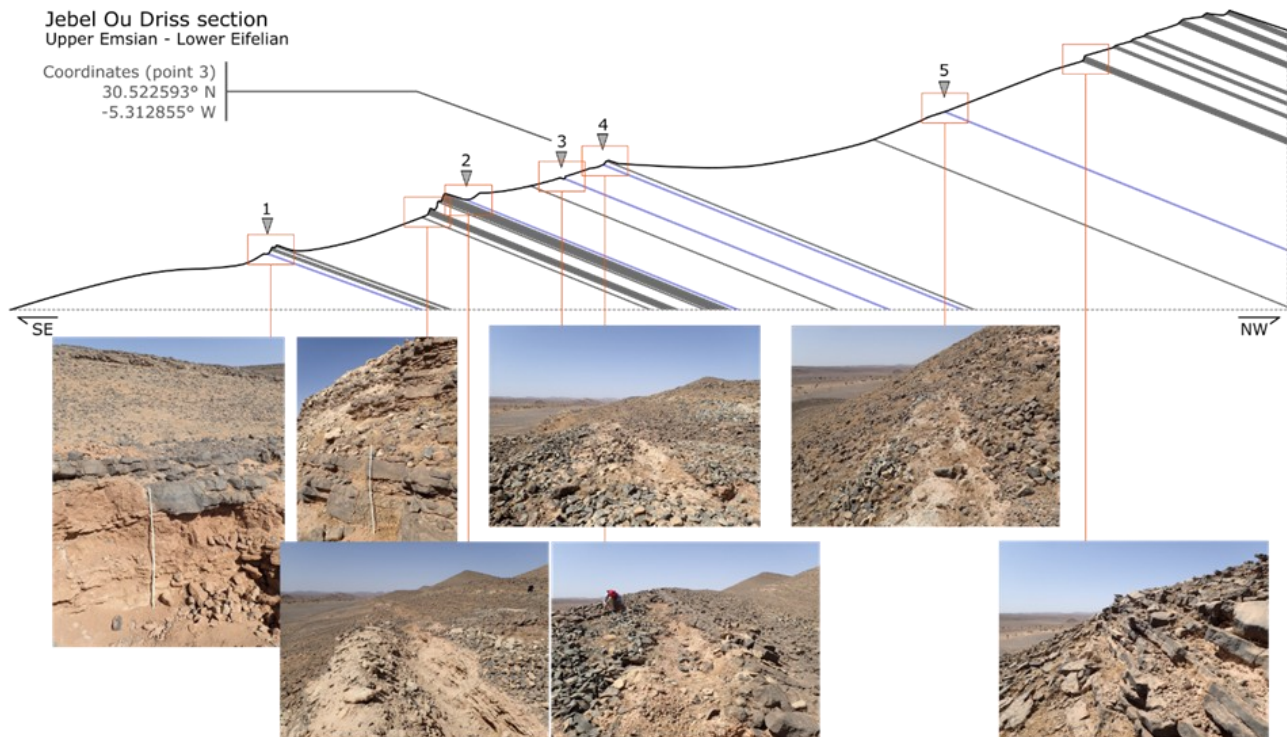 Jebel Ou Driss section
Upper Emsian - Lower Eifelian
Coordinates (point 3)
30.522593° N
-5.312855° W
1
2
3
4
5
SE
NW